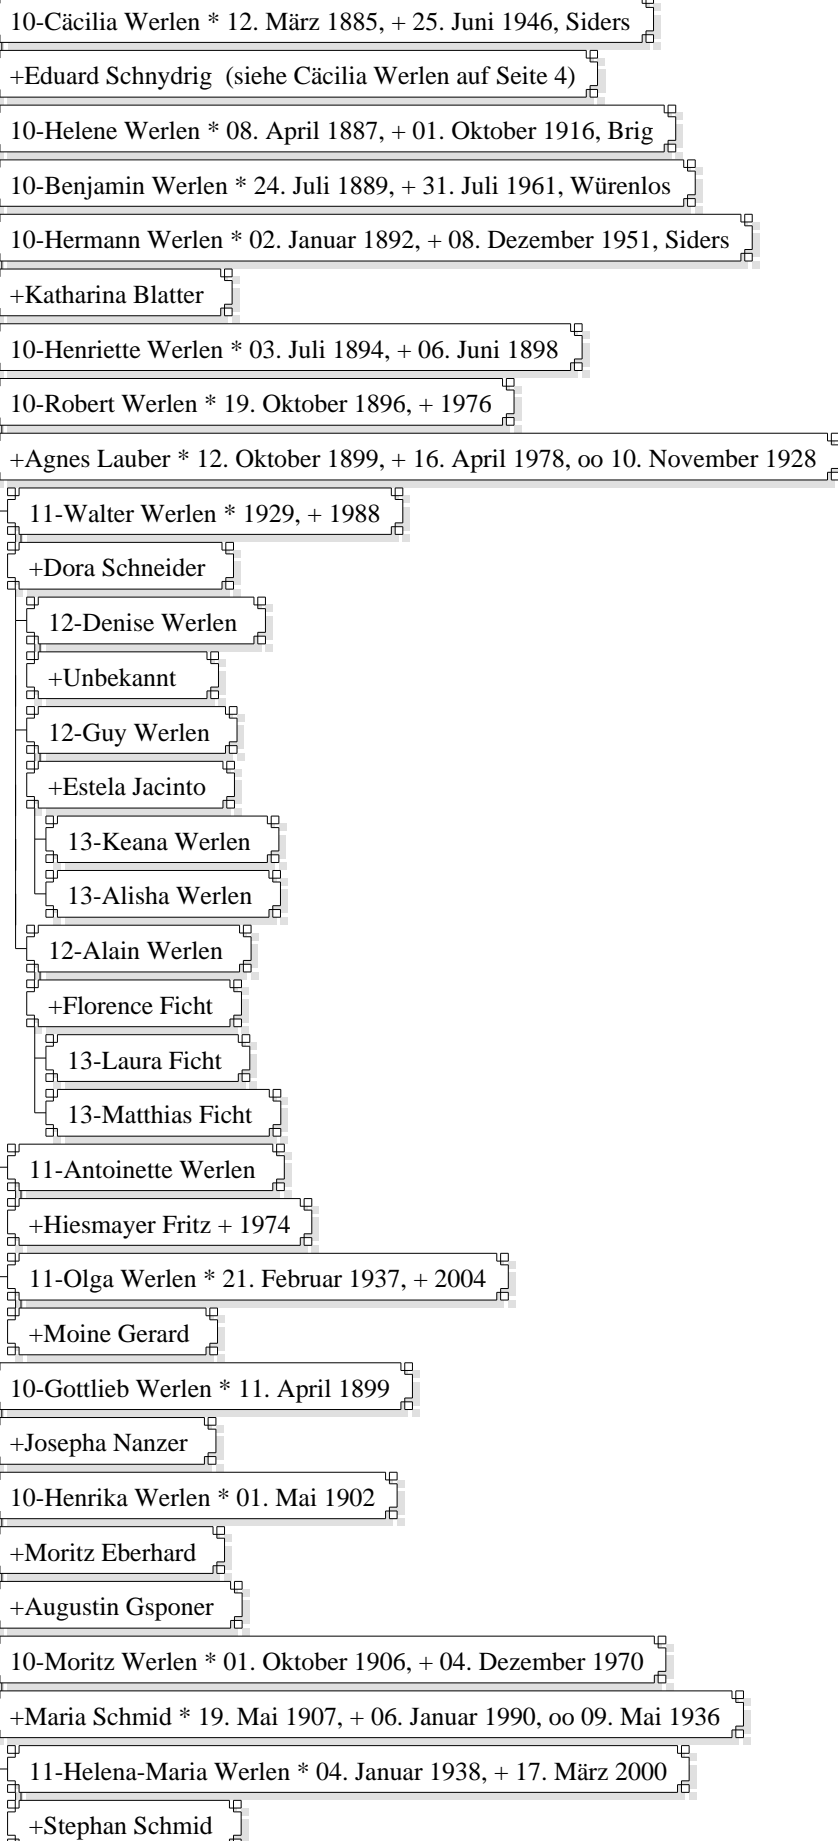 10-Cäcilia Werlen * 12. März 1885, + 25. Juni 1946, Siders
+Eduard Schnydrig  (siehe Cäcilia Werlen auf Seite 4)
10-Helene Werlen * 08. April 1887, + 01. Oktober 1916, Brig
10-Benjamin Werlen * 24. Juli 1889, + 31. Juli 1961, Würenlos
10-Hermann Werlen * 02. Januar 1892, + 08. Dezember 1951, Siders
+Katharina Blatter
10-Henriette Werlen * 03. Juli 1894, + 06. Juni 1898
10-Robert Werlen * 19. Oktober 1896, + 1976
+Agnes Lauber * 12. Oktober 1899, + 16. April 1978, oo 10. November 1928
11-Walter Werlen * 1929, + 1988
+Dora Schneider
12-Denise Werlen
+Unbekannt
12-Guy Werlen
+Estela Jacinto
13-Keana Werlen
13-Alisha Werlen
12-Alain Werlen
+Florence Ficht
13-Laura Ficht
13-Matthias Ficht
11-Antoinette Werlen
+Hiesmayer Fritz + 1974
11-Olga Werlen * 21. Februar 1937, + 2004
+Moine Gerard
10-Gottlieb Werlen * 11. April 1899
+Josepha Nanzer
10-Henrika Werlen * 01. Mai 1902
+Moritz Eberhard
+Augustin Gsponer
10-Moritz Werlen * 01. Oktober 1906, + 04. Dezember 1970
+Maria Schmid * 19. Mai 1907, + 06. Januar 1990, oo 09. Mai 1936
11-Helena-Maria Werlen * 04. Januar 1938, + 17. März 2000
+Stephan Schmid